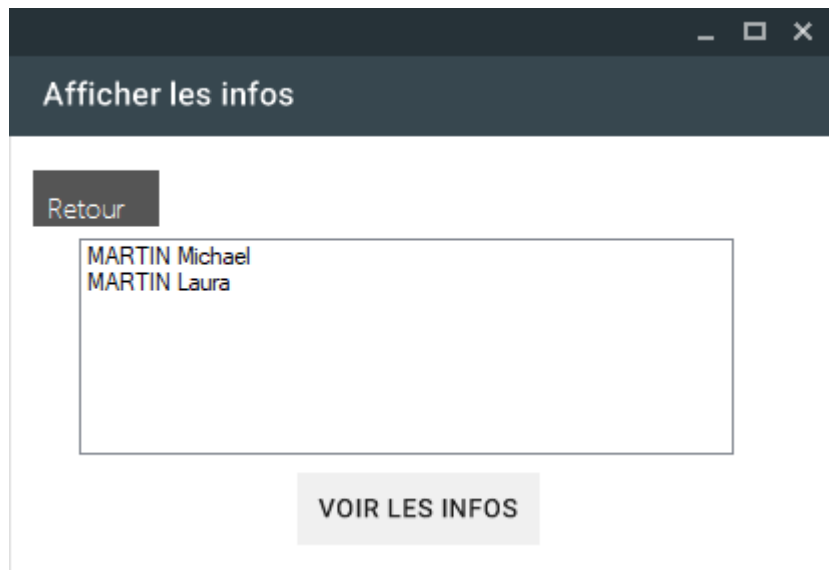 Afficher les infos
Retour
MARTIN Michael
MARTIN Laura
VOIR LES INFOS